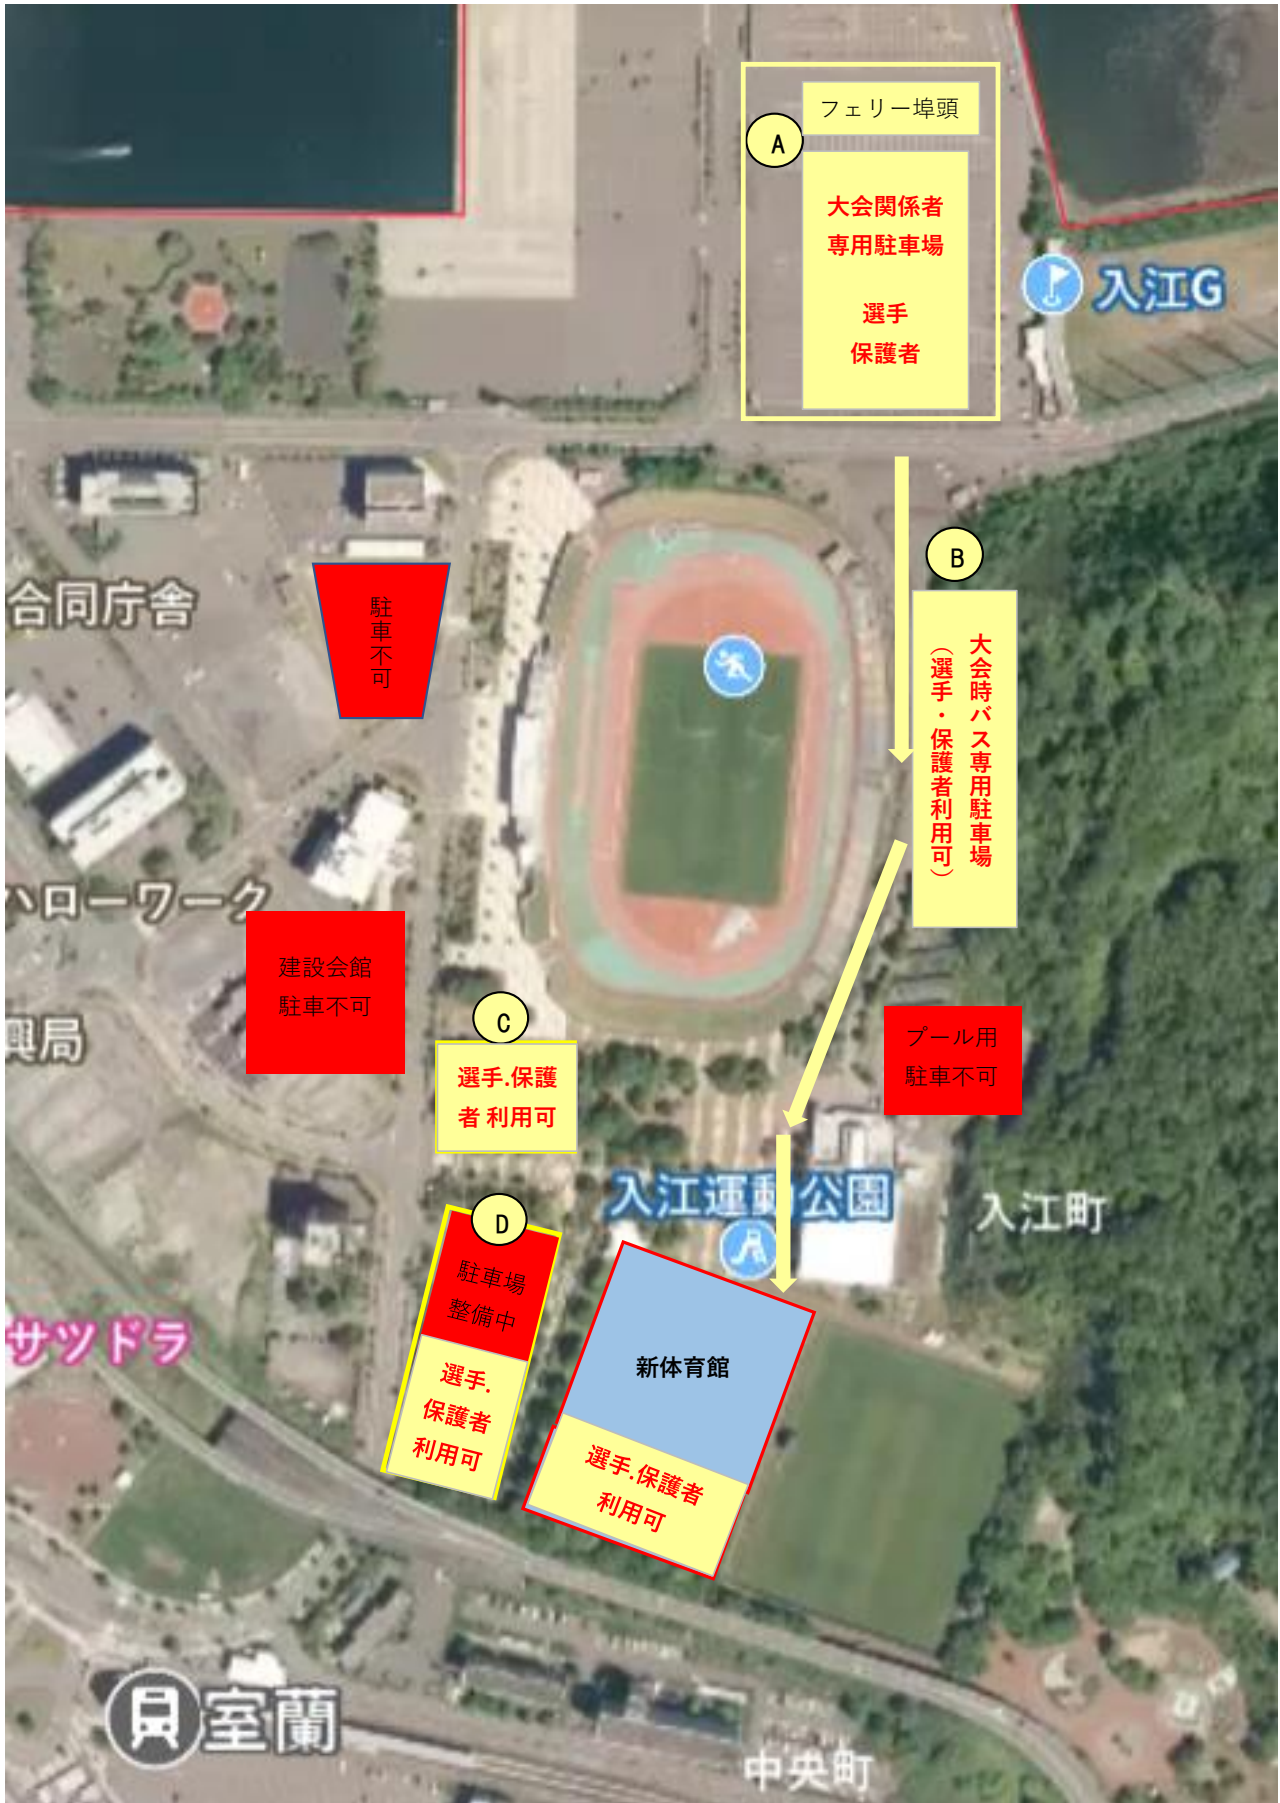 フェリー埠頭
A
大会関係者
専用駐車場
選手
保護者
入江G
B
合同庁舎
駐車不可
大会時バス専用駐車場
（選手・保護者利用可）
ハローワーク
建設会館
駐車不可
興局
C
選手.保護
者 利用可
プール用
駐車不可
入江運動公園
入江町
D
駐車場
整備中
サツドラ
選手.
保護者
利用可
新体育館
選手.保護者
利用可
室蘭
中央町